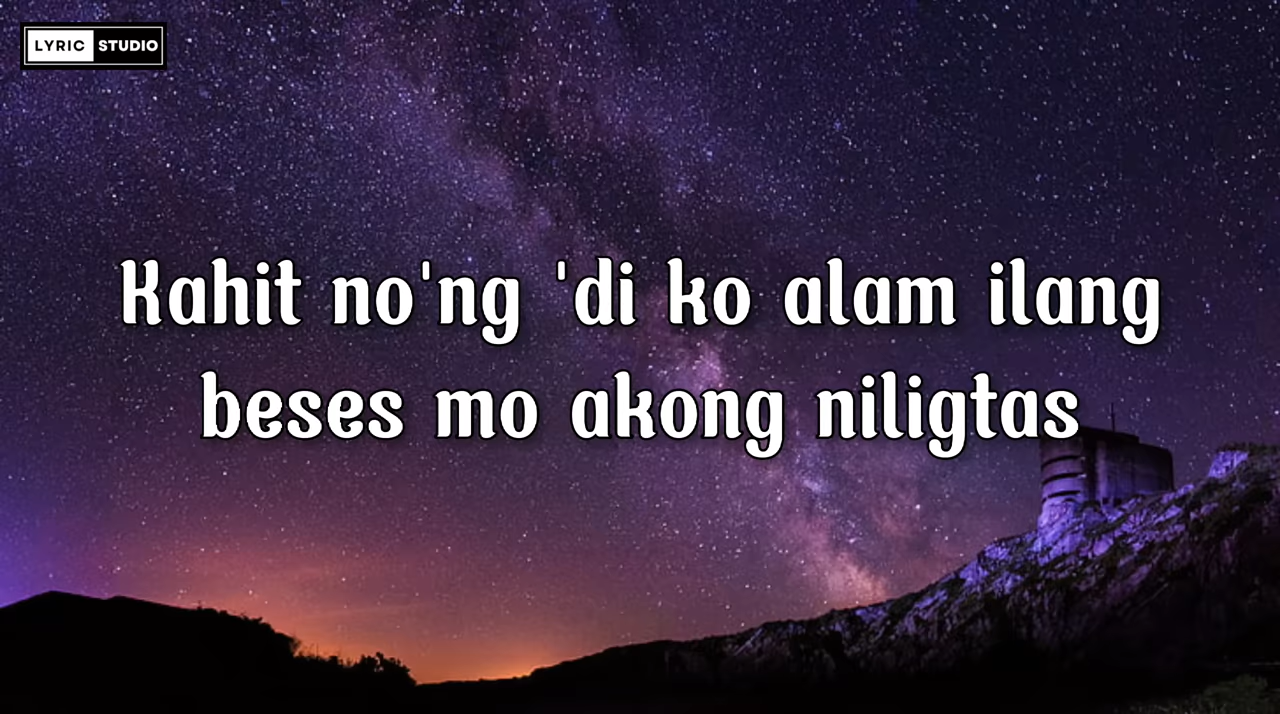 LYRIC STUDIO
Kahit no'ng 'di ko alam ilang
beses mo akong niligtas